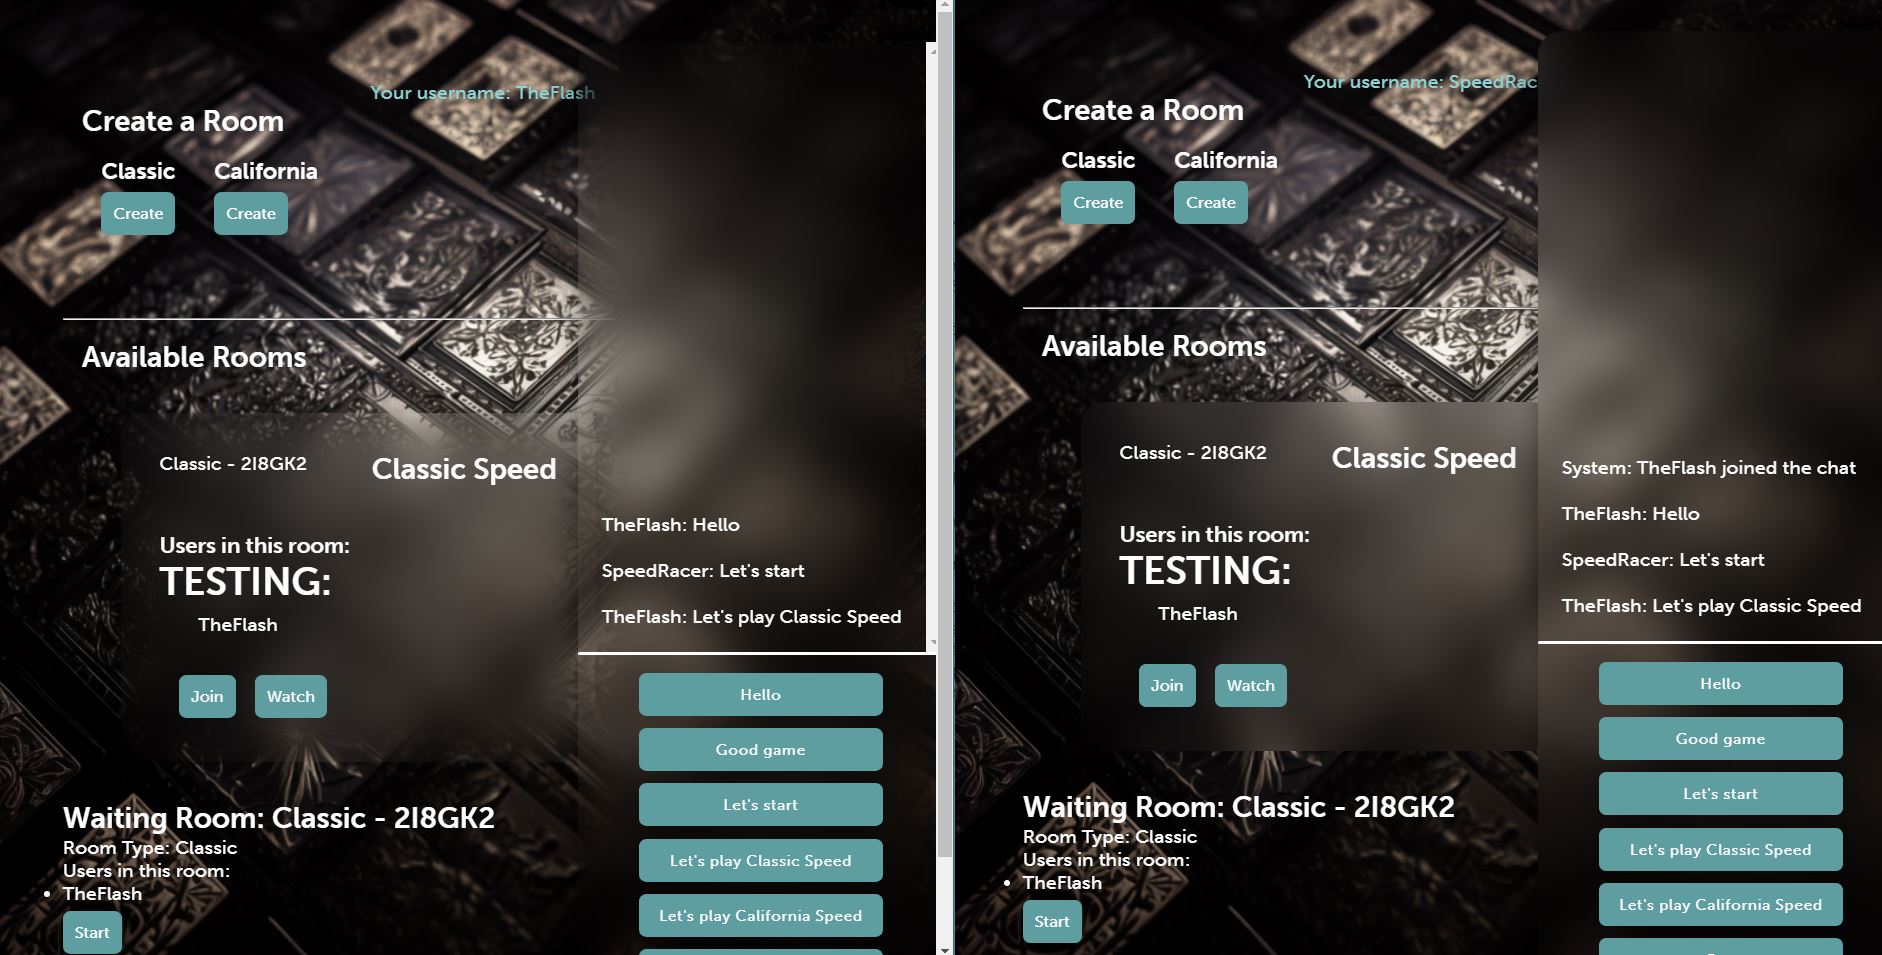 Your username: TheFlash
Create a Room
Classic California
Create Create
Available Rooms
Classic - 2I8GK2
Classic Speed
Users in this room:
TESTING:
TheFlash
Join Watch
Waiting Room: Classic - 2I8GK2
Room Type: Classic
Users in this room:
TheFlash
Start
TheFlash: Hello
SpeedRacer: Let's start
TheFlash: Let's play Classic Speed
Hello
Good game
Let's start
Let's play Classic Speed
Let's play California Speed
Your username: SpeedRac
Create a Room
Classic California
Create Create
Available Rooms
Classic - 2I8GK2
Classic Speed
Users in this room:
TESTING:
TheFlash
Join Watch
Waiting Room: Classic - 2I8GK2
Room Type: Classic
Users in this room:
TheFlash
Start
System: TheFlash joined the chat
TheFlash: Hello
SpeedRacer: Let's start
TheFlash: Let's play Classic Speed
Hello
Good game
Let's start
Let's play Classic Speed
Let's play California Speed